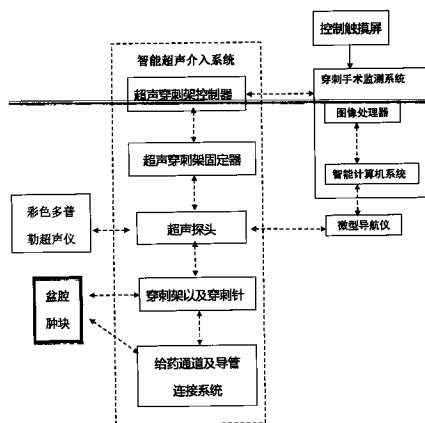 控制触摸屏
智能超声介入系统
穿刺手术监测系统
超声穿刺架控制器
图像处理器
超声穿刺架固定器
智能计算机系统
彩色多普
勒超声仪
超声探头
微型导航仪
盆腔
肿块
穿刺架以及穿刺针
给药通道及导管
连接系统